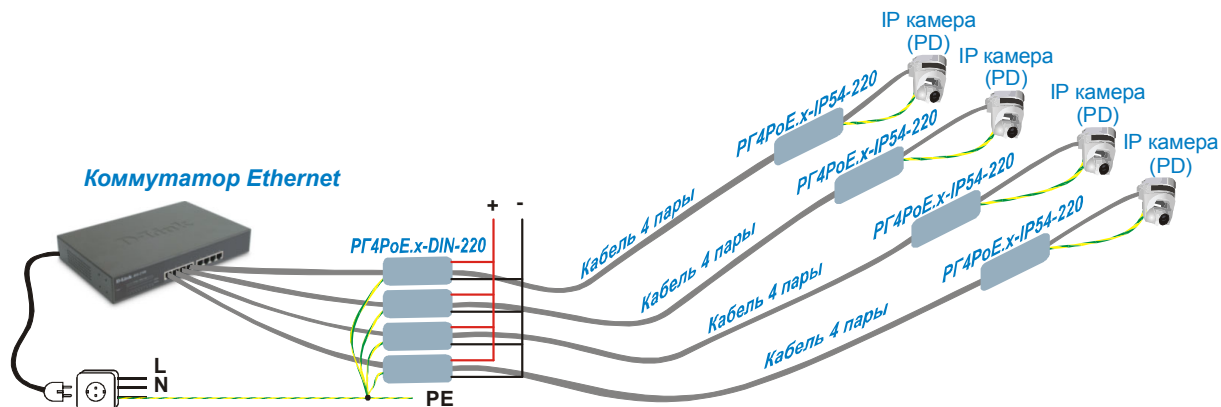 IP камера
(PD)
IP камера
(PD)
IP камера
(PD)
IP камера
(PD)
РГ4PoE.x-IP54-220
РГ4PoE.x-IP54-220
РГ4PoE.x-IP54-220
РГ4PoE.x-IP54-220
Коммутатор Ethernet
D-Link
+ -
РГ4PoE.x-DIN-220
Кабель 4 пары
Кабель 4 пары
Кабель 4 пары
Кабель 4 пары
L
N
PE